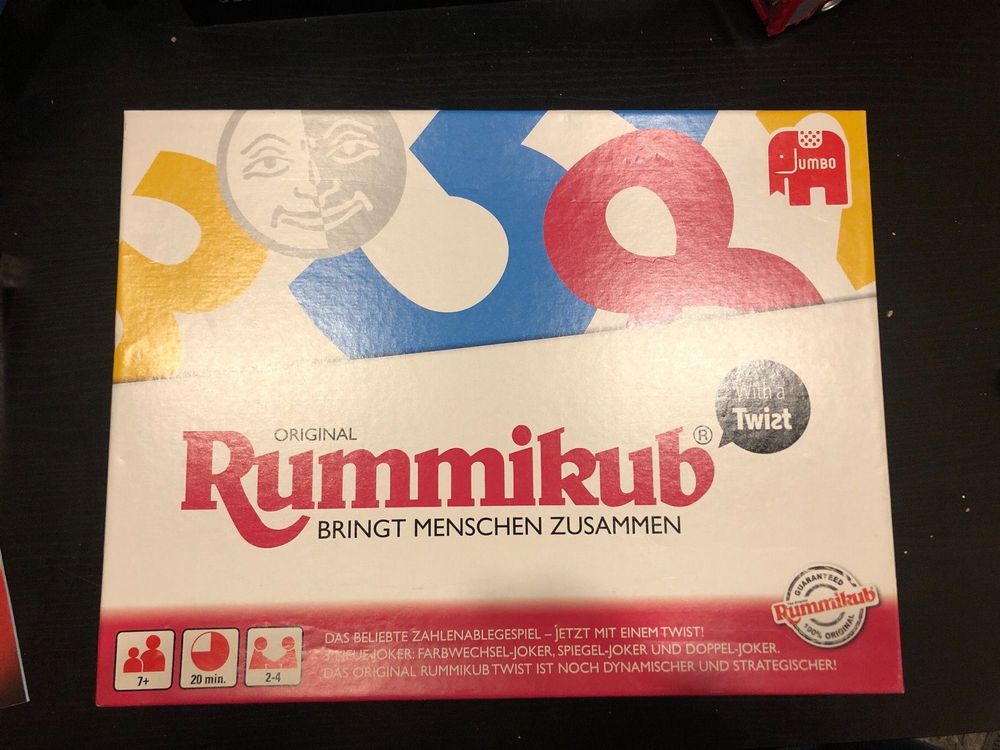 JUMBO
With a
Twist
ORIGINAL
Rummikub®
BRINGT MENSCHEN ZUSAMMEN
GUARANTEED
Rummikub
100% ORIGINAL
7+
20 min.
2-4
DAS BELIEBTE ZAHLENABLEGESPIEL – JETZT MIT EINEM TWIST!
NEUE JOKER: FARBWECHSEL-JOKER, SPIEGEL-JOKER UND DOPPEL-JOKER.
DAS ORIGINAL RUMMIKUB TWIST IST NOCH DYNAMISCHER UND STRATEGISCHER!